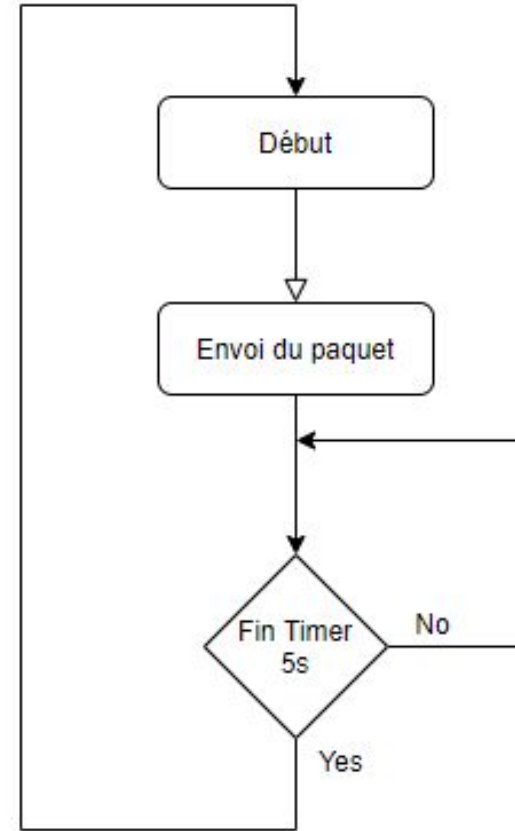 Début
Envoi du paquet
Fin Timer
5s
No
Yes